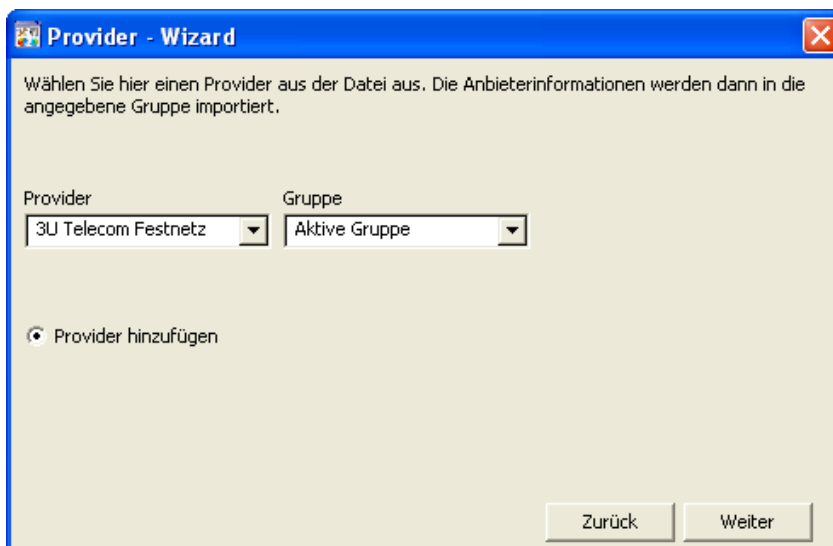 Provider - Wizard
Wählen Sie hier einen Provider aus der Datei aus. Die Anbieterinformationen werden dann in die
angegebene Gruppe importiert.
Provider Gruppe
3U Telecom Festnetz Aktive Gruppe
Provider hinzufügen
Zurück Weiter